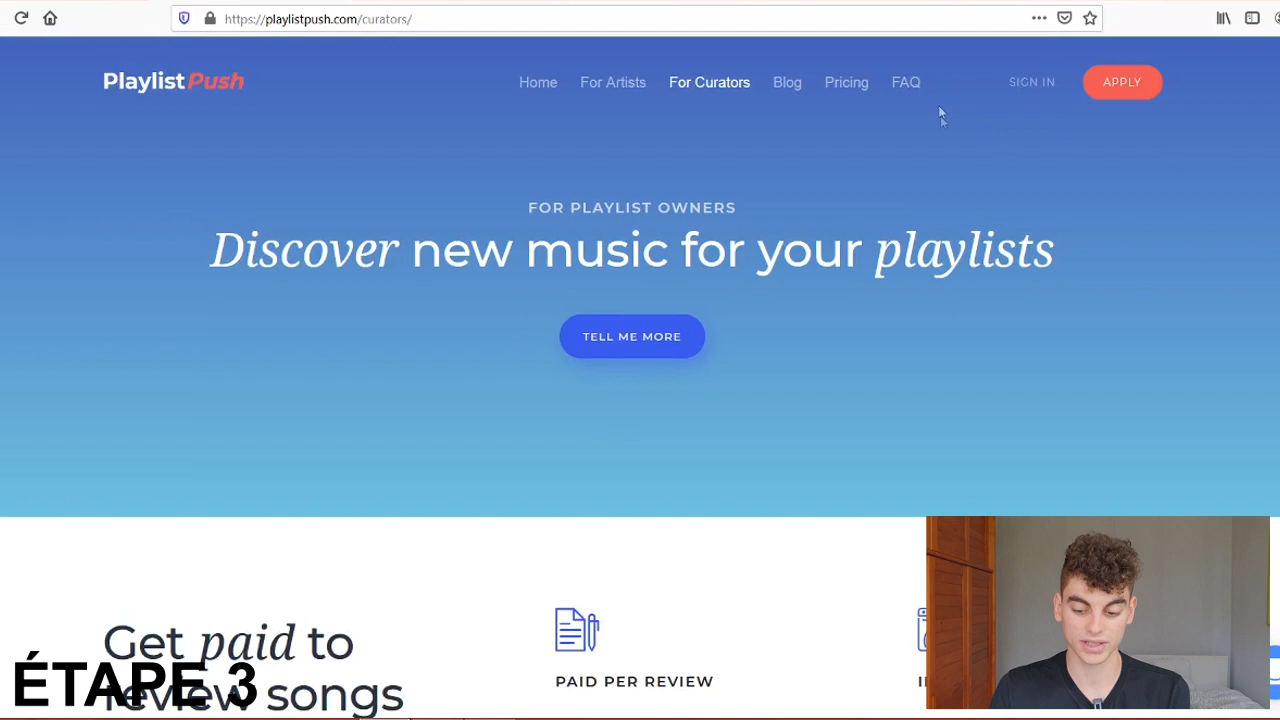 https://playlistpush.com/curators/
Playlist Push
Home For Artists For Curators Blog Pricing FAQ
SIGN IN
APPLY
FOR PLAYLIST OWNERS
Discover new music for your playlists
TELL ME MORE
Get paid to
review songs
PAID PER REVIEW
ÉTAPE 3